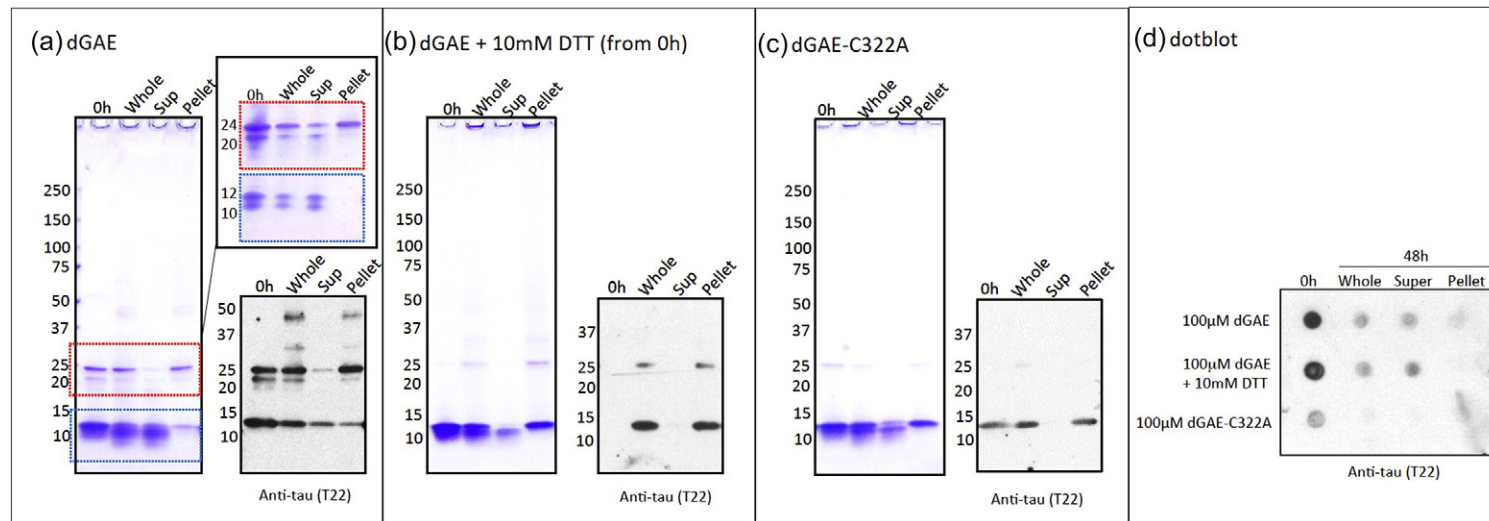 (a) dGAE
0h Whole Sup Pellet
250
150
100
75
50
37
25
20
15
10
0h Whole Sup Pellet
24
20
12
10
0h Whole Sup Pellet
50
37
25
20
15
10
Anti-tau (T22)
(b) dGAE + 10mM DTT (from 0h)
0h Whole Sup Pellet
250
150
100
75
50
37
25
20
15
10
0h Whole Sup Pellet
37
25
20
15
10
Anti-tau (T22)
(c) dGAE-C322A
0h Whole Sup Pellet
250
150
100
75
50
37
25
20
15
10
0h Whole Sup Pellet
37
25
20
15
10
Anti-tau (T22)
(d) dotblot
48h
0h Whole Super Pellet
100μM dGAE
100μM dGAE
+ 10mM DTT
100μM dGAE-C322A
Anti-tau (T22)